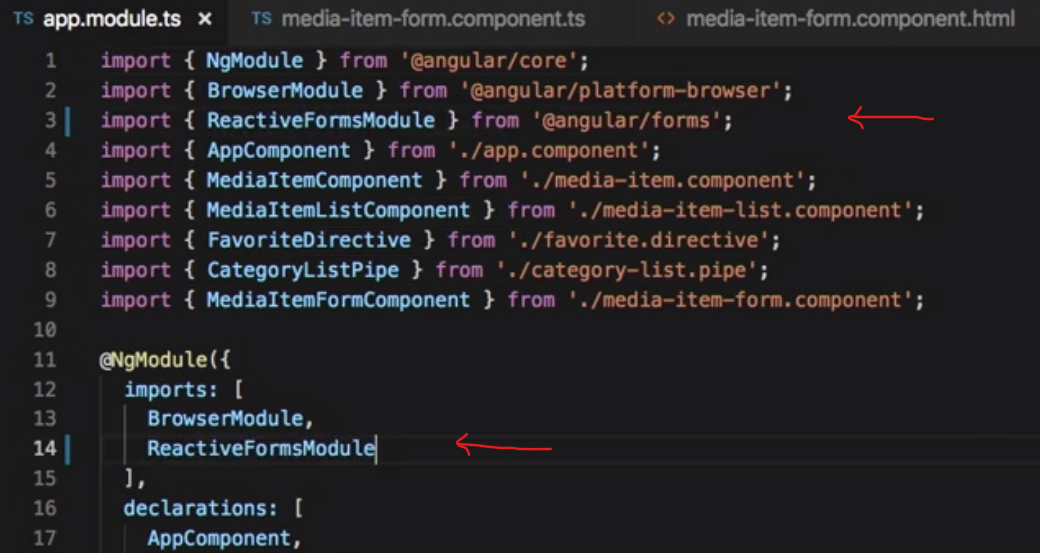 TS app.module.ts × TS media-item-form.component.ts <> media-item-form.component.html
1 import { NgModule } from '@angular/core';
2 import { BrowserModule } from '@angular/platform-browser';
3 import { ReactiveFormsModule } from '@angular/forms';
4 import { AppComponent } from './app.component';
5 import { MediaItemComponent } from './media-item.component';
6 import { MediaItemListComponent } from './media-item-list.component';
7 import { FavoriteDirective } from './favorite.directive';
8 import { CategoryListPipe } from './category-list.pipe';
9 import { MediaItemFormComponent } from './media-item-form.component';
10
11 @NgModule({
12 imports: [
13 BrowserModule,
14 ReactiveFormsModule
15 ],
16 declarations: [
17 AppComponent,